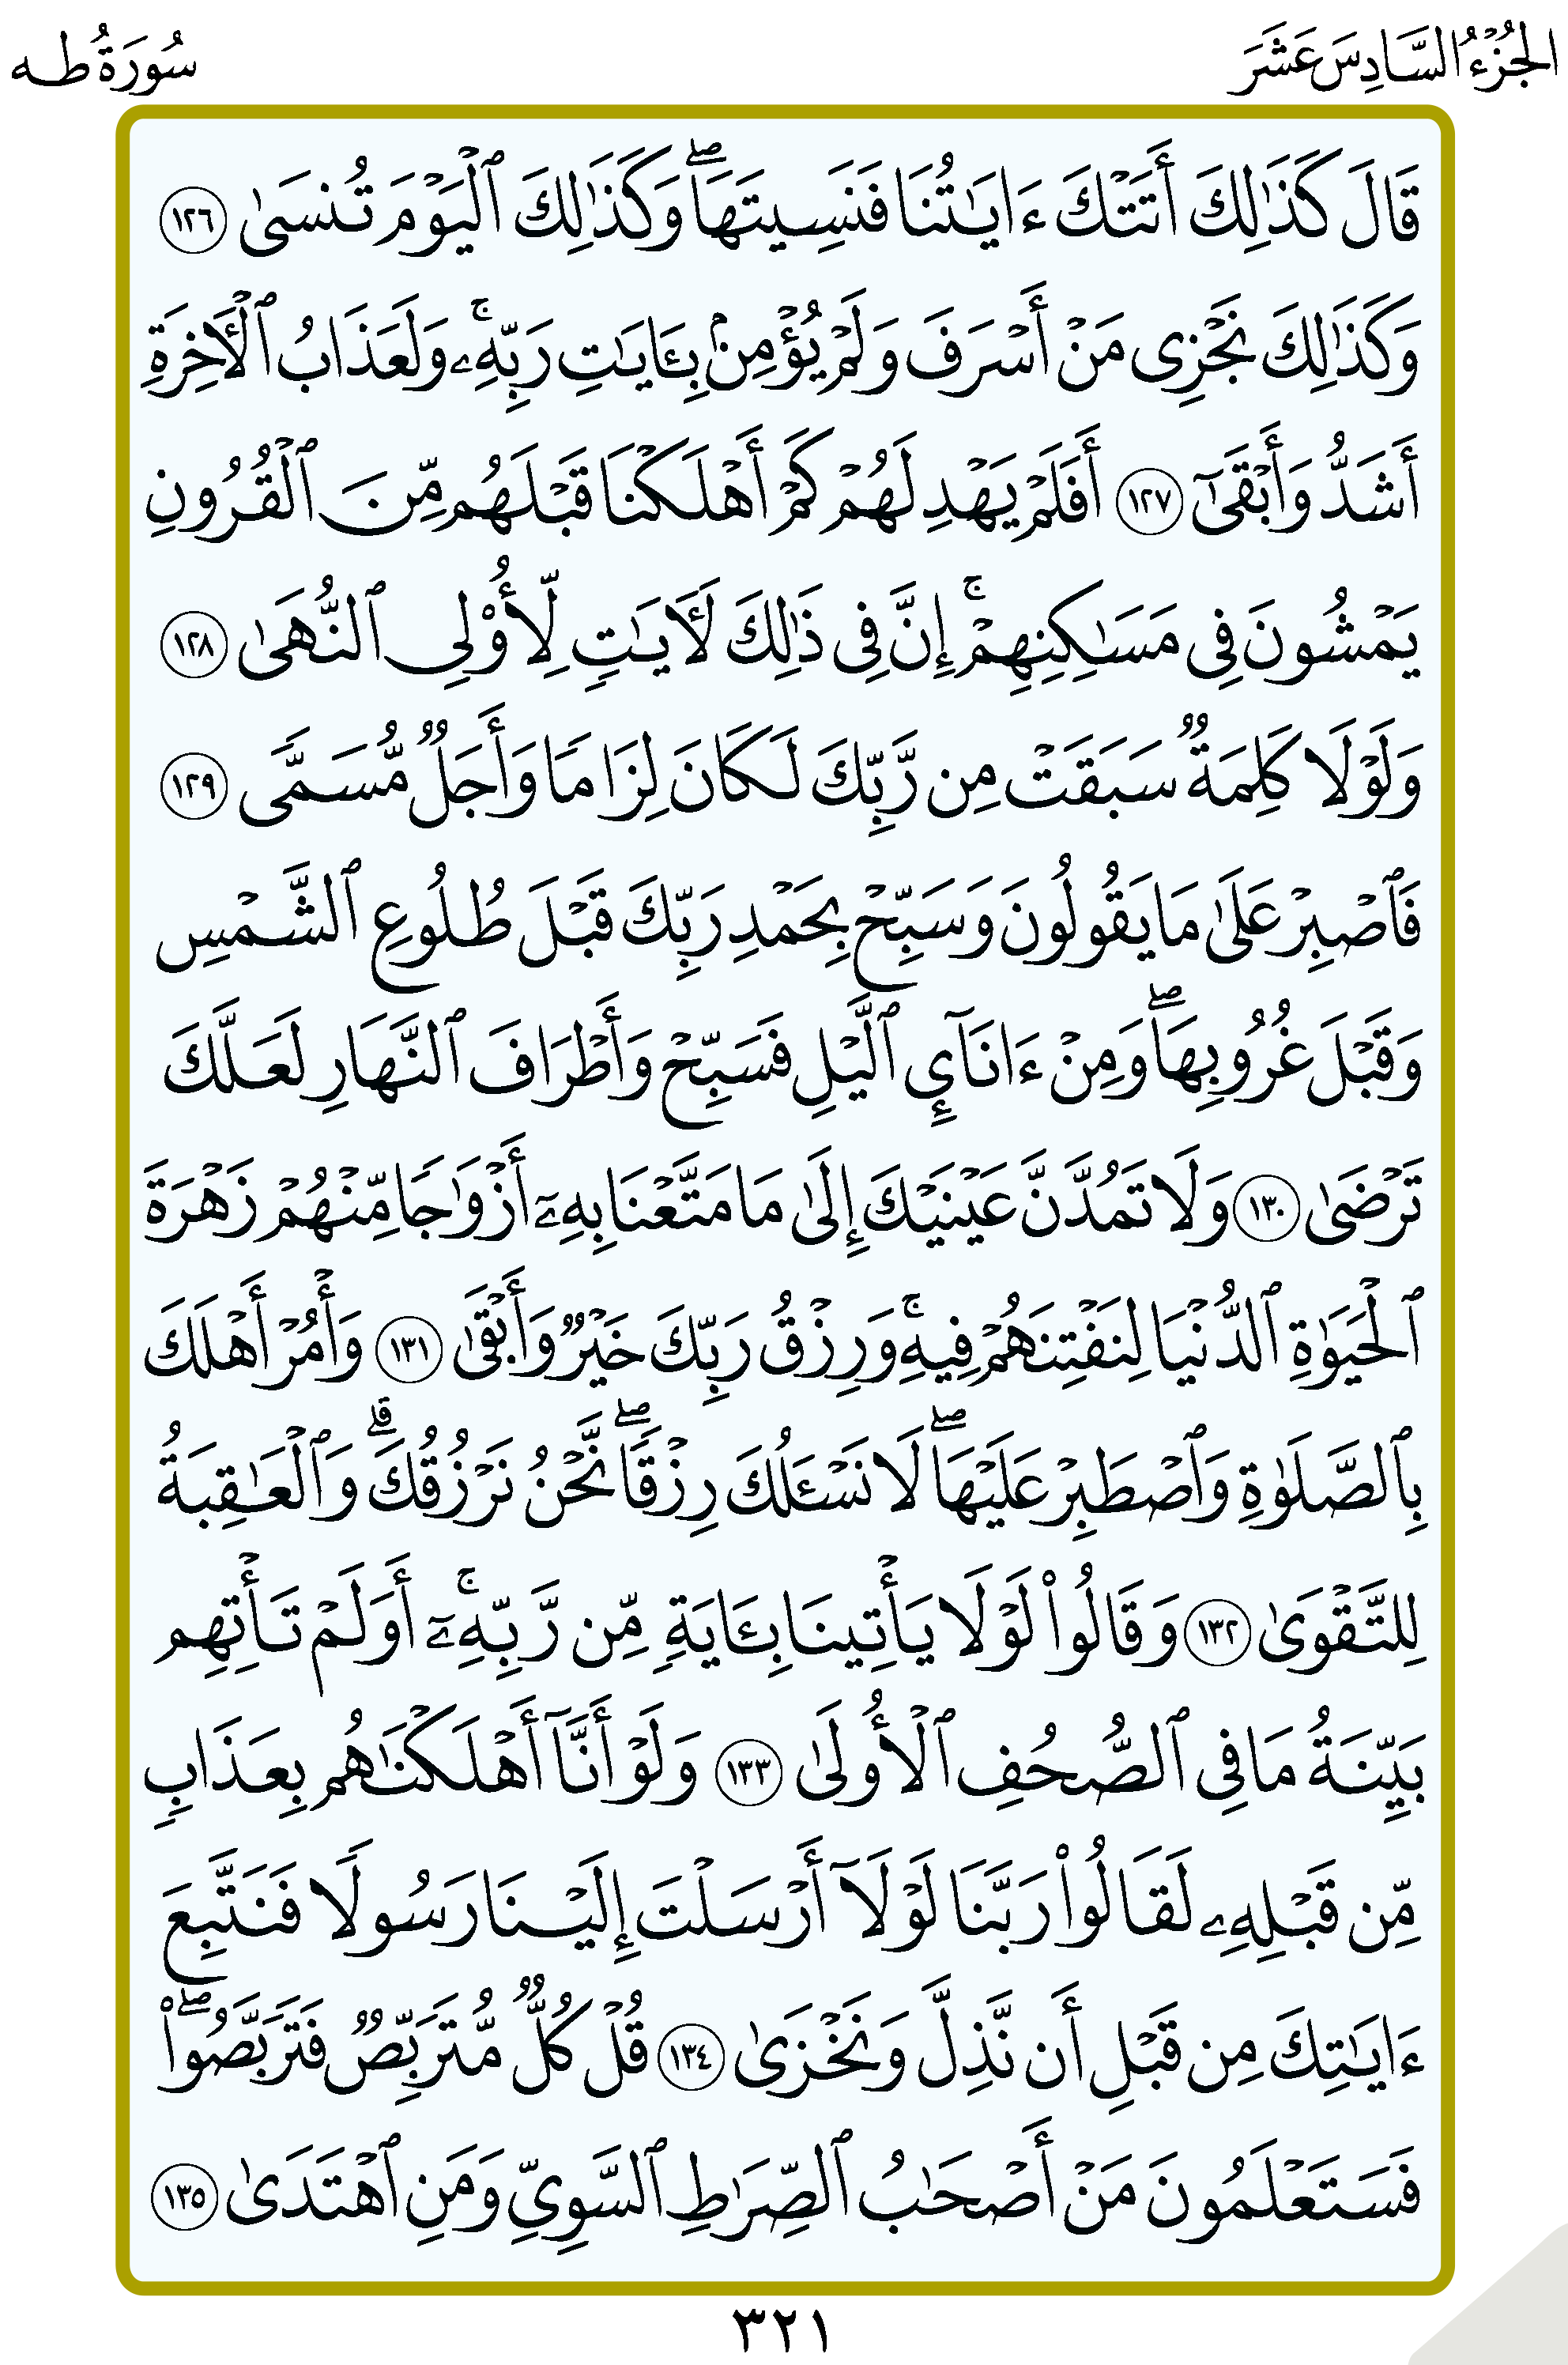 الجُزْءُ السَّادِسَ عَشَرَ
سُورَةُ طه
قَالَ كَذَٰلِكَ أَتَتْكَ ءَايَٰتُنَا فَنَسِيتَهَاۖ وَكَذَٰلِكَ ٱلْيَوْمَ تُنسَىٰ ١٢٦
وَكَذَٰلِكَ نَجْزِى مَنْ أَسْرَفَ وَلَمْ يُؤْمِنۢ بِـَٔايَٰتِ رَبِّهِۦۚ وَلَعَذَابُ ٱلْـَٔاخِرَةِ
أَشَدُّ وَأَبْقَىٰٓ ١٢٧ أَفَلَمْ يَهْدِ لَهُمْ كَمْ أَهْلَكْنَا قَبْلَهُم مِّنَ ٱلْقُرُونِ
يَمْشُونَ فِى مَسَٰكِنِهِمْۚ إِنَّ فِى ذَٰلِكَ لَـَٔايَٰتٍ لِّأُو۟لِى ٱلنُّهَىٰ ١٢٨
وَلَوْلَا كَلِمَةٌ سَبَقَتْ مِن رَّبِّكَ لَكَانَ لِزَامًا وَأَجَلٌ مُّسَمًّى ١٢٩
فَٱصْبِرْ عَلَىٰ مَا يَقُولُونَ وَسَبِّحْ بِحَمْدِ رَبِّكَ قَبْلَ طُلُوعِ ٱلشَّمْسِ
وَقَبْلَ غُرُوبِهَاۖ وَمِنْ ءَانَآئِ ٱلَّيْلِ فَسَبِّحْ وَأَطْرَافَ ٱلنَّهَارِ لَعَلَّكَ
تَرْضَىٰ ١٣٠ وَلَا تَمُدَّنَّ عَيْنَيْكَ إِلَىٰ مَا مَتَّعْنَا بِهِۦٓ أَزْوَٰجًا مِّنْهُمْ زَهْرَةَ
ٱلْحَيَوٰةِ ٱلدُّنْيَا لِنَفْتِنَهُمْ فِيهِۚ وَرِزْقُ رَبِّكَ خَيْرٌ وَأَبْقَىٰ ١٣١ وَأْمُرْ أَهْلَكَ
بِٱلصَّلَوٰةِ وَٱصْطَبِرْ عَلَيْهَاۖ لَا نَسْـَٔلُكَ رِزْقًاۖ نَّحْنُ نَرْزُقُكَۗ وَٱلْعَٰقِبَةُ
لِلتَّقْوَىٰ ١٣٢ وَقَالُوا۟ لَوْلَا يَأْتِينَا بِـَٔايَةٍ مِّن رَّبِّهِۦٓۚ أَوَلَمْ تَأْتِهِم
بَيِّنَةُ مَا فِى ٱلصُّحُفِ ٱلْأُولَىٰ ١٣٣ وَلَوْ أَنَّآ أَهْلَكْنَٰهُم بِعَذَابٍ
مِّن قَبْلِهِۦ لَقَالُوا۟ رَبَّنَا لَوْلَآ أَرْسَلْتَ إِلَيْنَا رَسُولًا فَنَتَّبِعَ
ءَايَٰتِكَ مِن قَبْلِ أَن نَّذِلَّ وَنَخْزَىٰ ١٣٤ قُلْ كُلٌّ مُّتَرَبِّصٌ فَتَرَبَّصُوا۟ۖ
فَسَتَعْلَمُونَ مَنْ أَصْحَٰبُ ٱلصِّرَٰطِ ٱلسَّوِىِّ وَمَنِ ٱهْتَدَىٰ ١٣٥
٣٢١